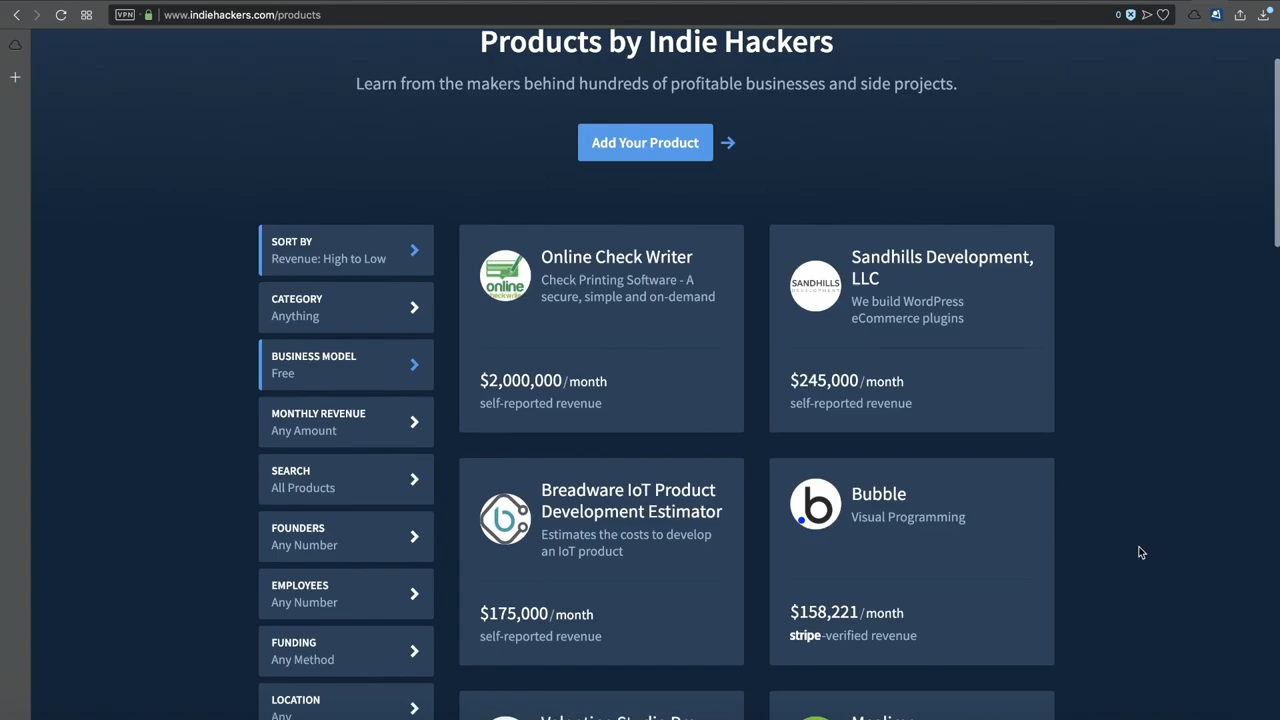 VPN
www.indiehackers.com/products
0
Products by Indie Hackers
Learn from the makers behind hundreds of profitable businesses and side projects.
Add Your Product
SORT BY
Revenue: High to Low
CATEGORY
Anything
BUSINESS MODEL
Free
MONTHLY REVENUE
Any Amount
SEARCH
All Products
FOUNDERS
Any Number
EMPLOYEES
Any Number
FUNDING
Any Method
LOCATION
Any
online
Online Check Writer
Check Printing Software - A
secure, simple and on-demand
$2,000,000/month
self-reported revenue
SANDHILLS
DEVELOPMENT
Sandhills Development,
LLC
We build WordPress
eCommerce plugins
$245,000/month
self-reported revenue
Breadware IoT Product
Development Estimator
Estimates the costs to develop
an IoT product
$175,000/month
self-reported revenue
b
Bubble
Visual Programming
$158,221/month
stripe-verified revenue